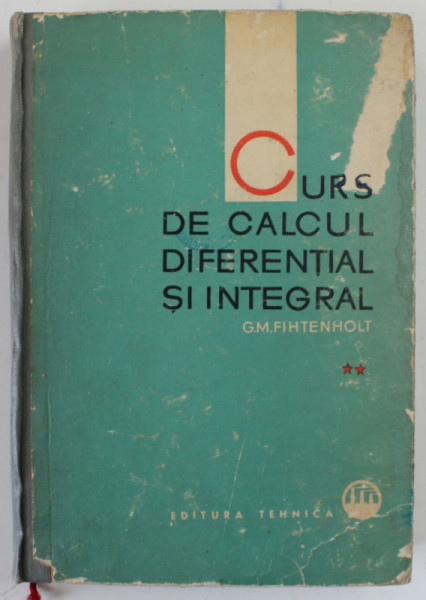 CURS
DE CALCUL
DIFERENȚIAL
ȘI INTEGRAL
G.M.FIHTENHOLT
**
EDITURA TEHNICA